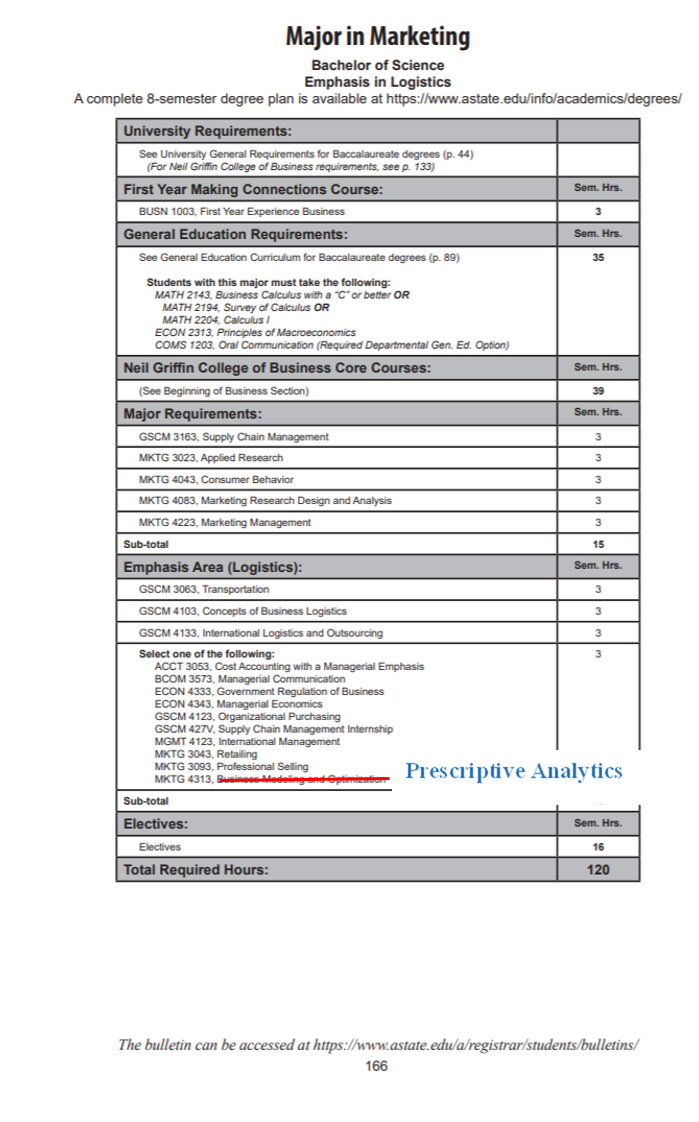 Major in Marketing
Bachelor of Science
Emphasis in Logistics
A complete 8-semester degree plan is available at https://www.astate.edu/info/academics/degrees/
University Requirements:
See University General Requirements for Baccalaureate degrees (p. 44)
(For Neil Griffin College of Business requirements, see p. 133)
First Year Making Connections Course: Sem. Hrs.
BUSN 1003, First Year Experience Business 3
General Education Requirements: Sem. Hrs.
See General Education Curriculum for Baccalaureate degrees (p. 89) 35
Students with this major must take the following:
MATH 2143, Business Calculus with a “C” or better OR
MATH 2194, Survey of Calculus OR
MATH 2204, Calculus I
ECON 2313, Principles of Macroeconomics
COMS 1203, Oral Communication (Required Departmental Gen. Ed. Option)
Neil Griffin College of Business Core Courses: Sem. Hrs.
(See Beginning of Business Section) 39
Major Requirements: Sem. Hrs.
GSCM 3163, Supply Chain Management 3
MKTG 3023, Applied Research 3
MKTG 4043, Consumer Behavior 3
MKTG 4083, Marketing Research Design and Analysis 3
MKTG 4223, Marketing Management 3
Sub-total 15
Emphasis Area (Logistics): Sem. Hrs.
GSCM 3063, Transportation 3
GSCM 4103, Concepts of Business Logistics 3
GSCM 4133, International Logistics and Outsourcing 3
Select one of the following: 3
ACCT 3053, Cost Accounting with a Managerial Emphasis
BCOM 3573, Managerial Communication
ECON 4333, Government Regulation of Business
ECON 4343, Managerial Economics
GSCM 4123, Organizational Purchasing
GSCM 427V, Supply Chain Management Internship
MGMT 4123, International Management
MKTG 3043, Retailing
MKTG 3093, Professional Selling
MKTG 4313, Business Modeling and Optimization Prescriptive Analytics
Sub-total
Electives: Sem. Hrs.
Electives 16
Total Required Hours: 120
The bulletin can be accessed at https://www.astate.edu/a/registrar/students/bulletins/
166